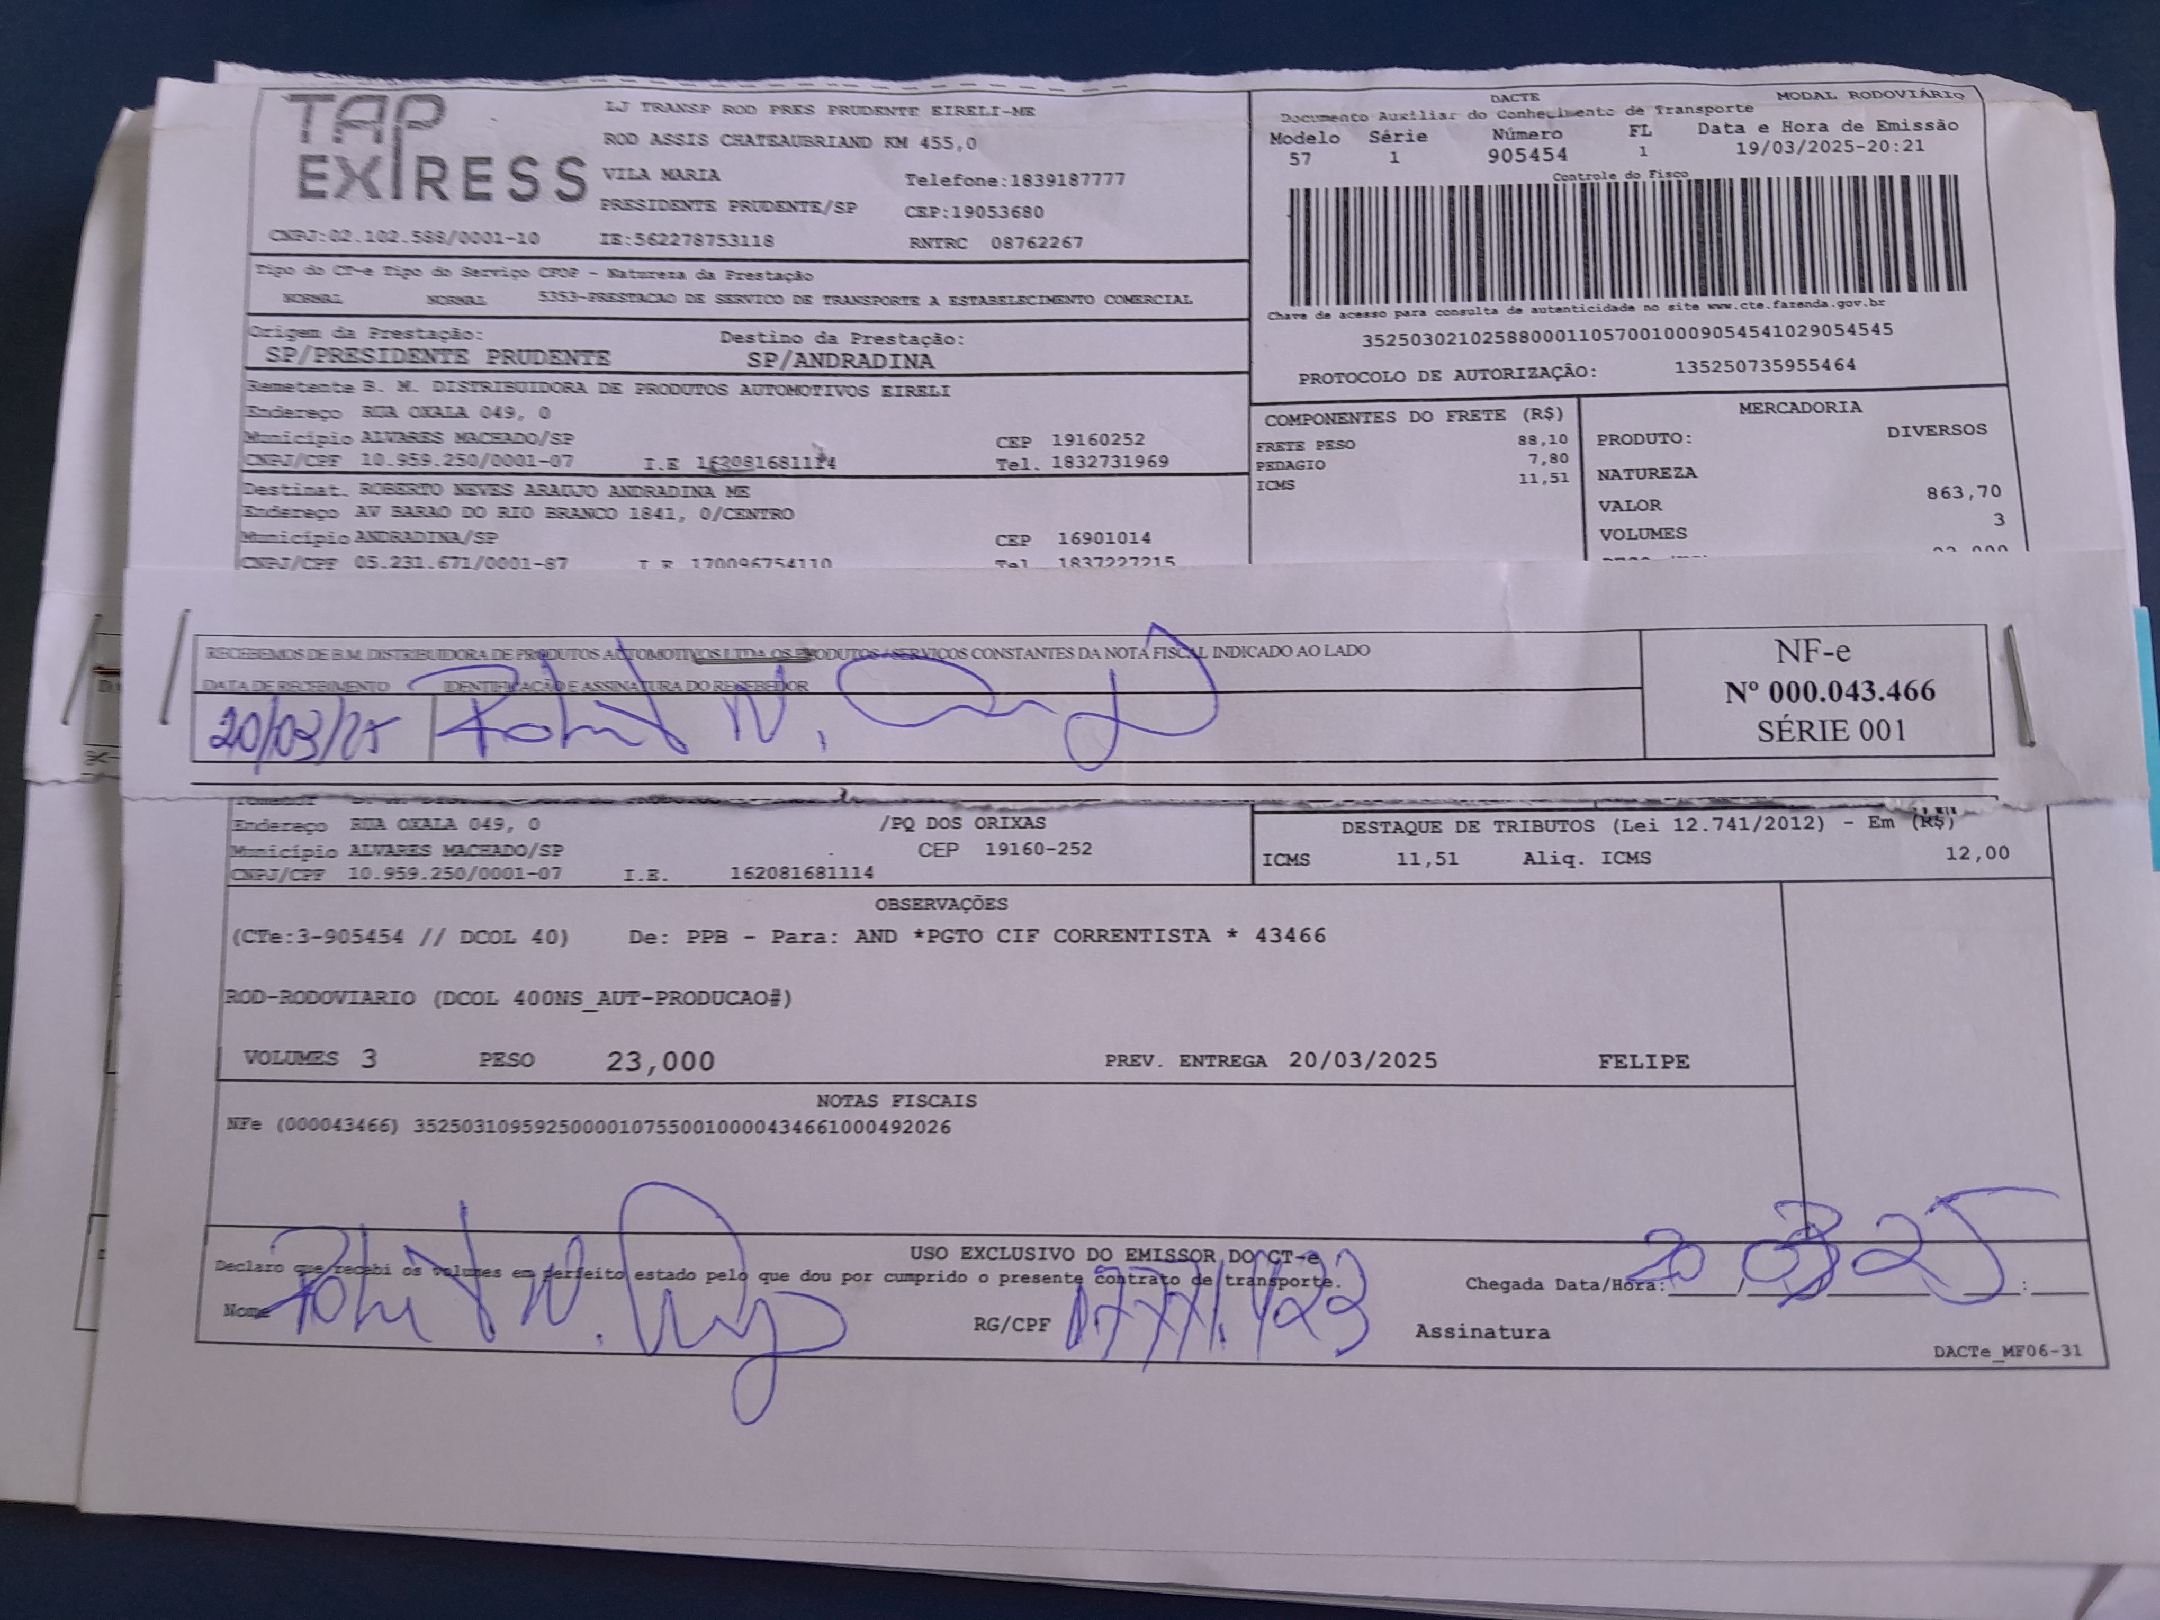 TAP EXPRESS
LJ TRANSP ROD PRES PRUDENTE EIRELI-ME
ROD ASSIS CHATEAUBRIAND KM 455,0
VILA MARIA Telefone:1839187777
PRESIDENTE PRUDENTE/SP CEP:19053680
CNPJ:02.102.588/0001-10 IE:562278753118 RNTRC 08762267
DACTE MODAL RODOVIÁRIO
Documento Auxiliar do Conhecimento de Transporte
Modelo Série Número FL Data e Hora de Emissão
57 1 905454 1 19/03/2025-20:21
Controle do Fisco
Chave de acesso para consulta de autenticidade no site www.cte.fazenda.gov.br
35250302102588000110570010009054541029054545
PROTOCOLO DE AUTORIZAÇÃO: 135250735955464
Tipo do CT-e Tipo do Serviço CFOP - Natureza da Prestação
NORMAL NORMAL 5353-PRESTACAO DE SERVICO DE TRANSPORTE A ESTABELECIMENTO COMERCIAL
Origem da Prestação: Destino da Prestação:
SP/PRESIDENTE PRUDENTE SP/ANDRADINA
Remetente B. M. DISTRIBUIDORA DE PRODUTOS AUTOMOTIVOS EIRELI
Endereço RUA OXALA 049, 0
Município ALVARES MACHADO/SP CEP 19160252
CNPJ/CPF 10.959.250/0001-07 I.E 162081681114 Tel. 1832731969
Destinat. ROBERTO NEVES ARAUJO ANDRADINA ME
Endereço AV BARAO DO RIO BRANCO 1841, 0/CENTRO
Município ANDRADINA/SP CEP 16901014
CNPJ/CPF 05.231.671/0001-87 I.E 170096754110 Tel 1837227215
COMPONENTES DO FRETE (R$)
FRETE PESO 88,10
PEDAGIO 7,80
ICMS 11,51
MERCADORIA
PRODUTO: DIVERSOS
NATUREZA
VALOR 863,70
VOLUMES 3
RECEBEMOS DE B.M. DISTRIBUIDORA DE PRODUTOS AUTOMOTIVOS LTDA OS PRODUTOS / SERVIÇOS CONSTANTES DA NOTA FISCAL INDICADO AO LADO
DATA DE RECEBIMENTO IDENTIFICAÇÃO E ASSINATURA DO RECEBEDOR
20/03/25
NF-e
Nº 000.043.466
SÉRIE 001
Endereço RUA OXALA 049, 0 /PQ DOS ORIXAS
Município ALVARES MACHADO/SP CEP 19160-252
CNPJ/CPF 10.959.250/0001-07 I.E. 162081681114
DESTAQUE DE TRIBUTOS (Lei 12.741/2012) - Em (R$)
ICMS 11,51 Aliq. ICMS 12,00
OBSERVAÇÕES
(CTe:3-905454 // DCOL 40) De: PPB - Para: AND *PGTO CIF CORRENTISTA * 43466
ROD-RODOVIARIO (DCOL 400NS_AUT-PRODUCAO#)
VOLUMES 3 PESO 23,000 PREV. ENTREGA 20/03/2025 FELIPE
NOTAS FISCAIS
NFe (000043466) 35250310959250000107550010000434661000492026
USO EXCLUSIVO DO EMISSOR DO CT-e
Declaro que recebi os volumes em perfeito estado pelo que dou por cumprido o presente contrato de transporte.
Chegada Data/Hora: 20/03/25 :
Nome RG/CPF Assinatura
DACTe_MF06-31